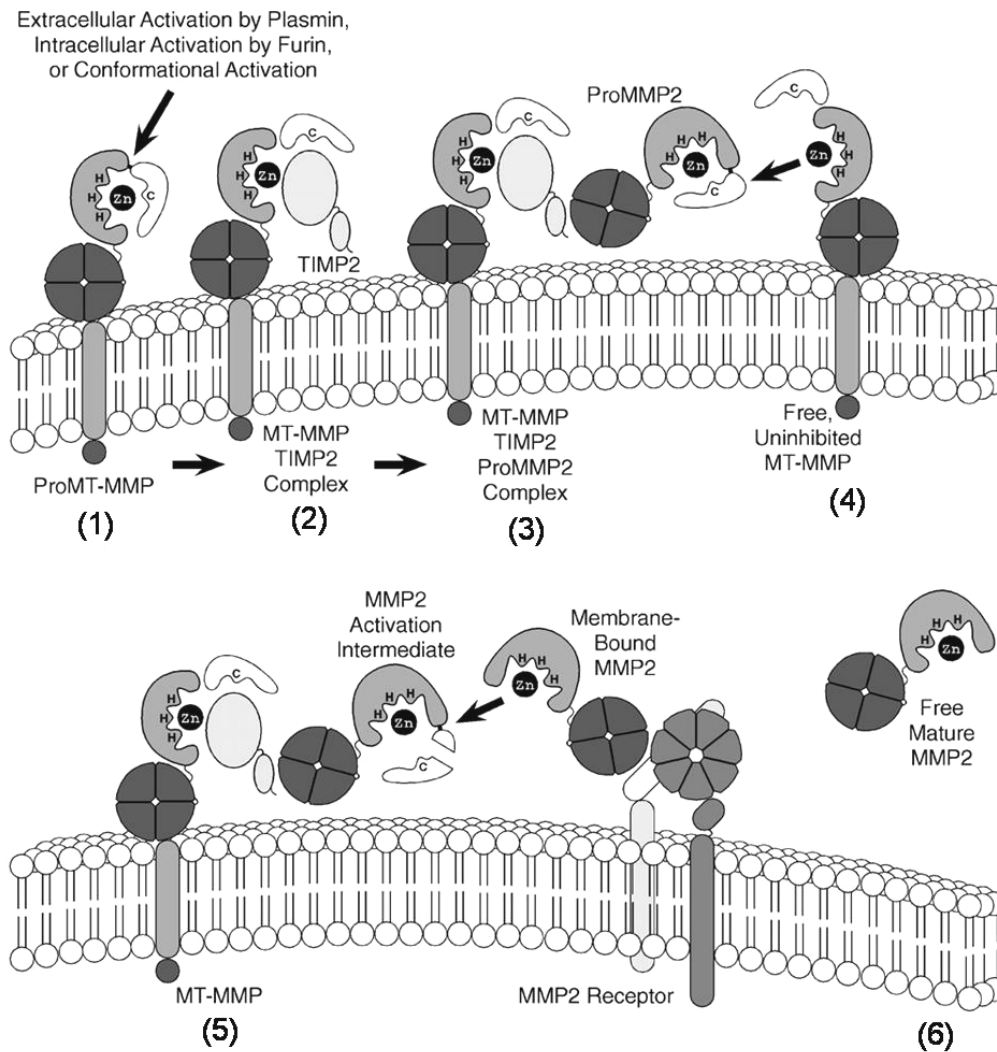 Extracellular Activation by Plasmin,
Intracellular Activation by Furin,
or Conformational Activation
C
H
H
H
Zn
ProMT-MMP
(1)
C
H
H
H
Zn
TIMP2
MT-MMP
TIMP2
Complex
(2)
C
H
H
H
Zn
ProMMP2
H
H
H
Zn
C
MT-MMP
TIMP2
ProMMP2
Complex
(3)
C
H
H
H
Zn
Free,
Uninhibited
MT-MMP
(4)
C
H
H
H
Zn
MT-MMP
(5)
MMP2
Activation
Intermediate
H
H
H
Zn
C
Membrane-
Bound
MMP2
H
H
H
Zn
MMP2 Receptor
H
H
H
Zn
Free
Mature
MMP2
(6)